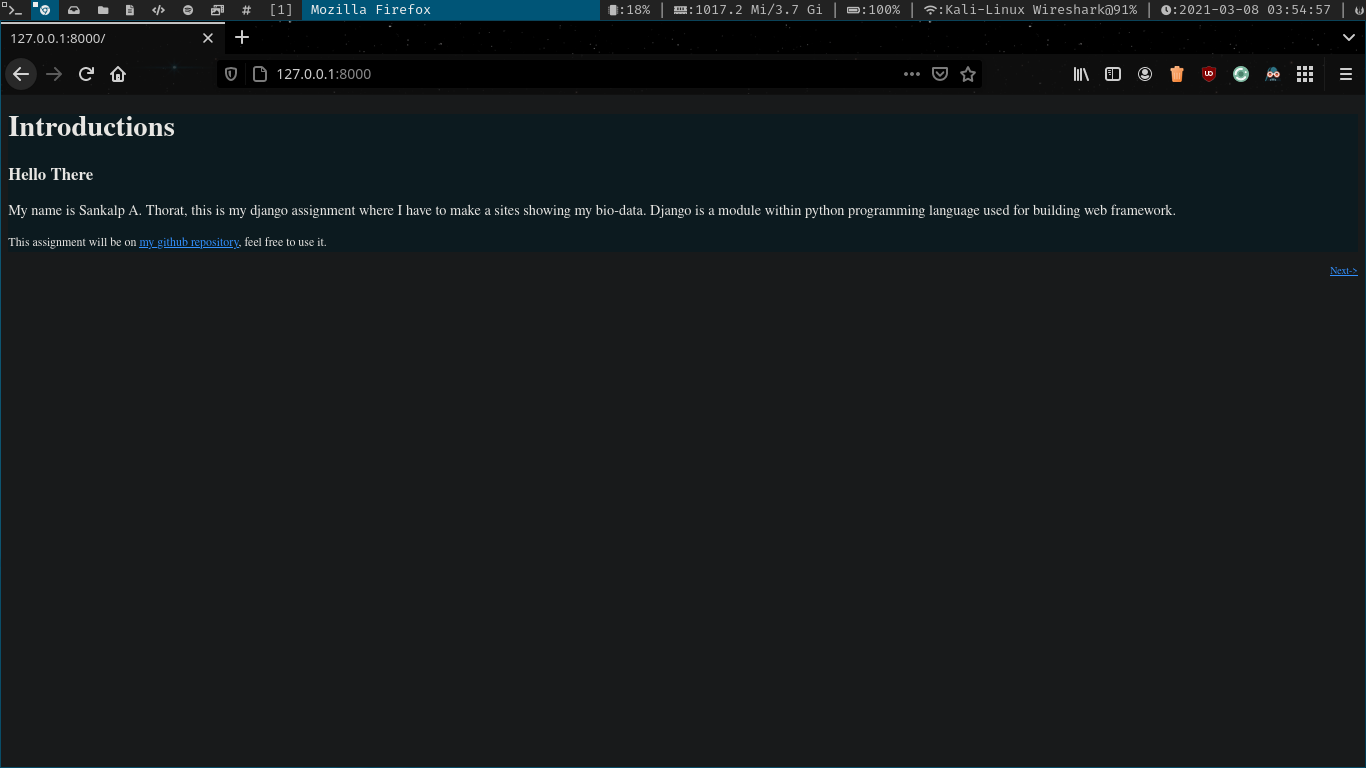 [1] Mozilla Firefox :18% | :1017.2 Mi/3.7 Gi | :100% | :Kali-Linux Wireshark@91% | :2021-03-08 03:54:57 |
127.0.0.1:8000/
127.0.0.1:8000
Introductions
Hello There
My name is Sankalp A. Thorat, this is my django assignment where I have to make a sites showing my bio-data. Django is a module within python programming language used for building web framework.
This assignment will be on my github repository, feel free to use it.
Next->